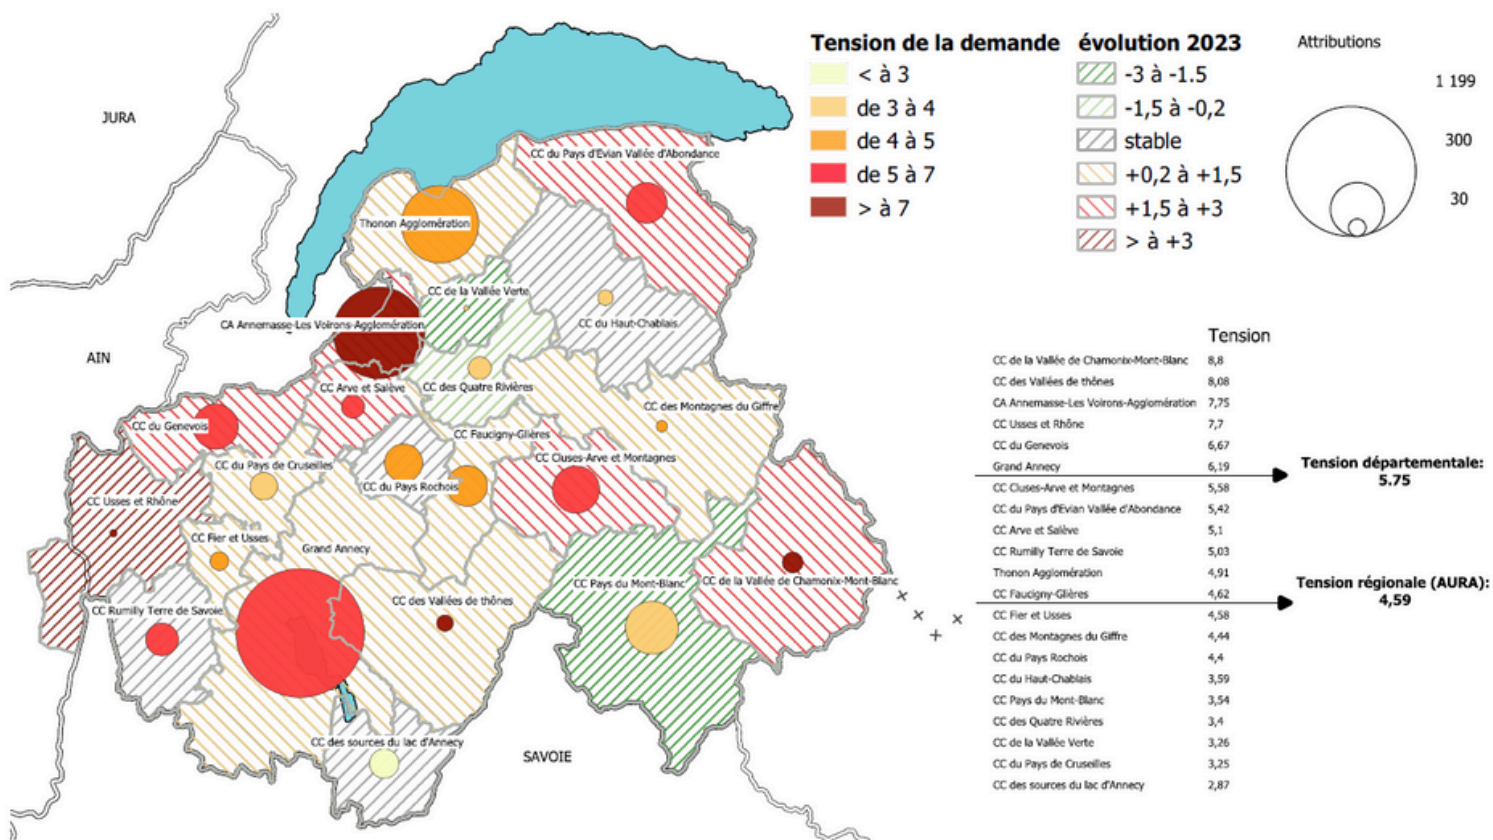 Tension de la demande
< à 3
de 3 à 4
de 4 à 5
de 5 à 7
> à 7
évolution 2023
-3 à -1.5
-1,5 à -0,2
stable
+0,2 à +1,5
+1,5 à +3
> à +3
Attributions
1 199
300
30
JURA
AIN
SAVOIE
CC du Pays d'Evian Vallée d'Abondance
Thonon Agglomération
CC de la Vallée Verte
CA Annemasse-Les Voirons-Agglomération
CC du Haut-Chablais
CC Arve et Salève
CC des Quatre Rivières
CC des Montagnes du Giffre
CC du Genevois
CC Faucigny-Glières
CC du Pays de Cruseilles
CC Cluses-Arve et Montagnes
CC du Pays Rochois
CC Usses et Rhône
CC Fier et Usses
Grand Annecy
CC Pays du Mont-Blanc
CC de la Vallée de Chamonix-Mont-Blanc
CC des Vallées de thônes
CC Rumilly Terre de Savoie
CC des sources du lac d'Annecy
Tension
CC de la Vallée de Chamonix-Mont-Blanc 8,8
CC des Vallées de thônes 8,08
CA Annemasse-Les Voirons-Agglomération 7,75
CC Usses et Rhône 7,7
CC du Genevois 6,67
Grand Annecy 6,19
CC Cluses-Arve et Montagnes 5,58
CC du Pays d'Evian Vallée d'Abondance 5,42
CC Arve et Salève 5,1
CC Rumilly Terre de Savoie 5,03
Thonon Agglomération 4,91
CC Faucigny-Glières 4,62
CC Fier et Usses 4,58
CC des Montagnes du Giffre 4,44
CC du Pays Rochois 4,4
CC du Haut-Chablais 3,59
CC Pays du Mont-Blanc 3,54
CC des Quatre Rivières 3,4
CC de la Vallée Verte 3,26
CC du Pays de Cruseilles 3,25
CC des sources du lac d'Annecy 2,87
Tension départementale:
5.75
Tension régionale (AURA):
4,59